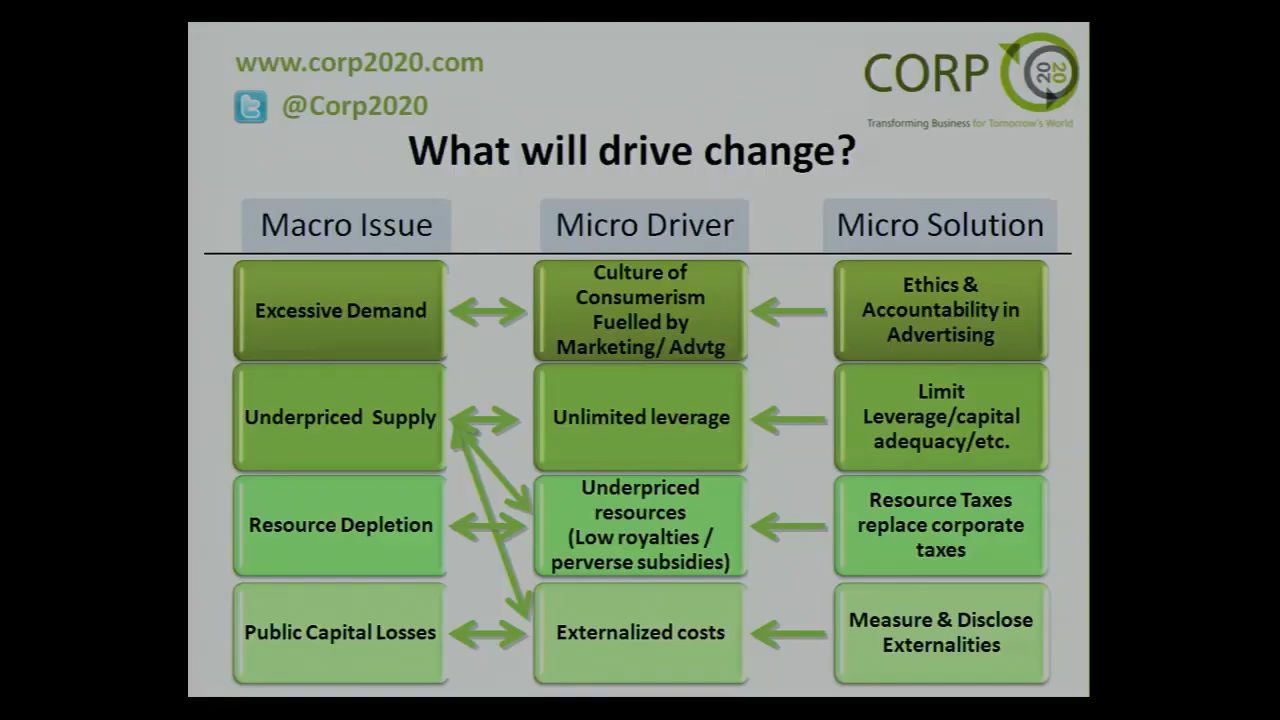 www.corp2020.com
@Corp2020
CORP 2020
Transforming Business for Tomorrow's World
What will drive change?
Macro Issue
Micro Driver
Micro Solution
Excessive Demand
Culture of
Consumerism
Fuelled by
Marketing/ Advtg
Ethics &
Accountability in
Advertising
Underpriced Supply
Unlimited leverage
Limit
Leverage/capital
adequacy/etc.
Resource Depletion
Underpriced
resources
(Low royalties /
perverse subsidies)
Resource Taxes
replace corporate
taxes
Public Capital Losses
Externalized costs
Measure & Disclose
Externalities